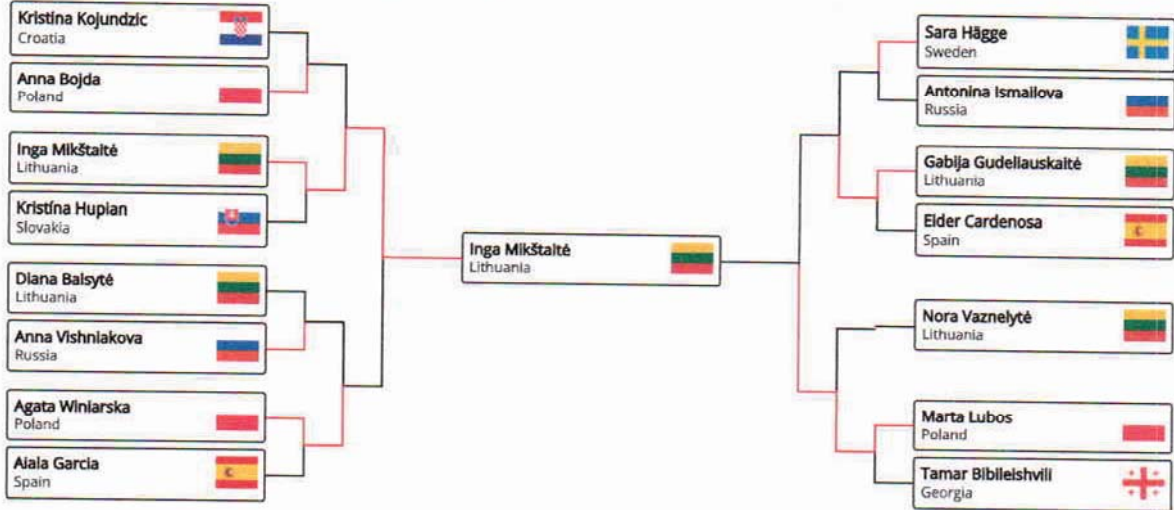 Kristina Kojundzic
Croatia
Anna Bojda
Poland
Inga Mikštaitė
Lithuania
Kristína Hupian
Slovakia
Diana Balsytė
Lithuania
Anna Vishniakova
Russia
Agata Winiarska
Poland
Aiala Garcia
Spain
Inga Mikštaitė
Lithuania
Sara Hägge
Sweden
Antonina Ismailova
Russia
Gabija Gudeliauskaitė
Lithuania
Elder Cardenosa
Spain
Nora Vaznelytė
Lithuania
Marta Lubos
Poland
Tamar Bibileishvili
Georgia